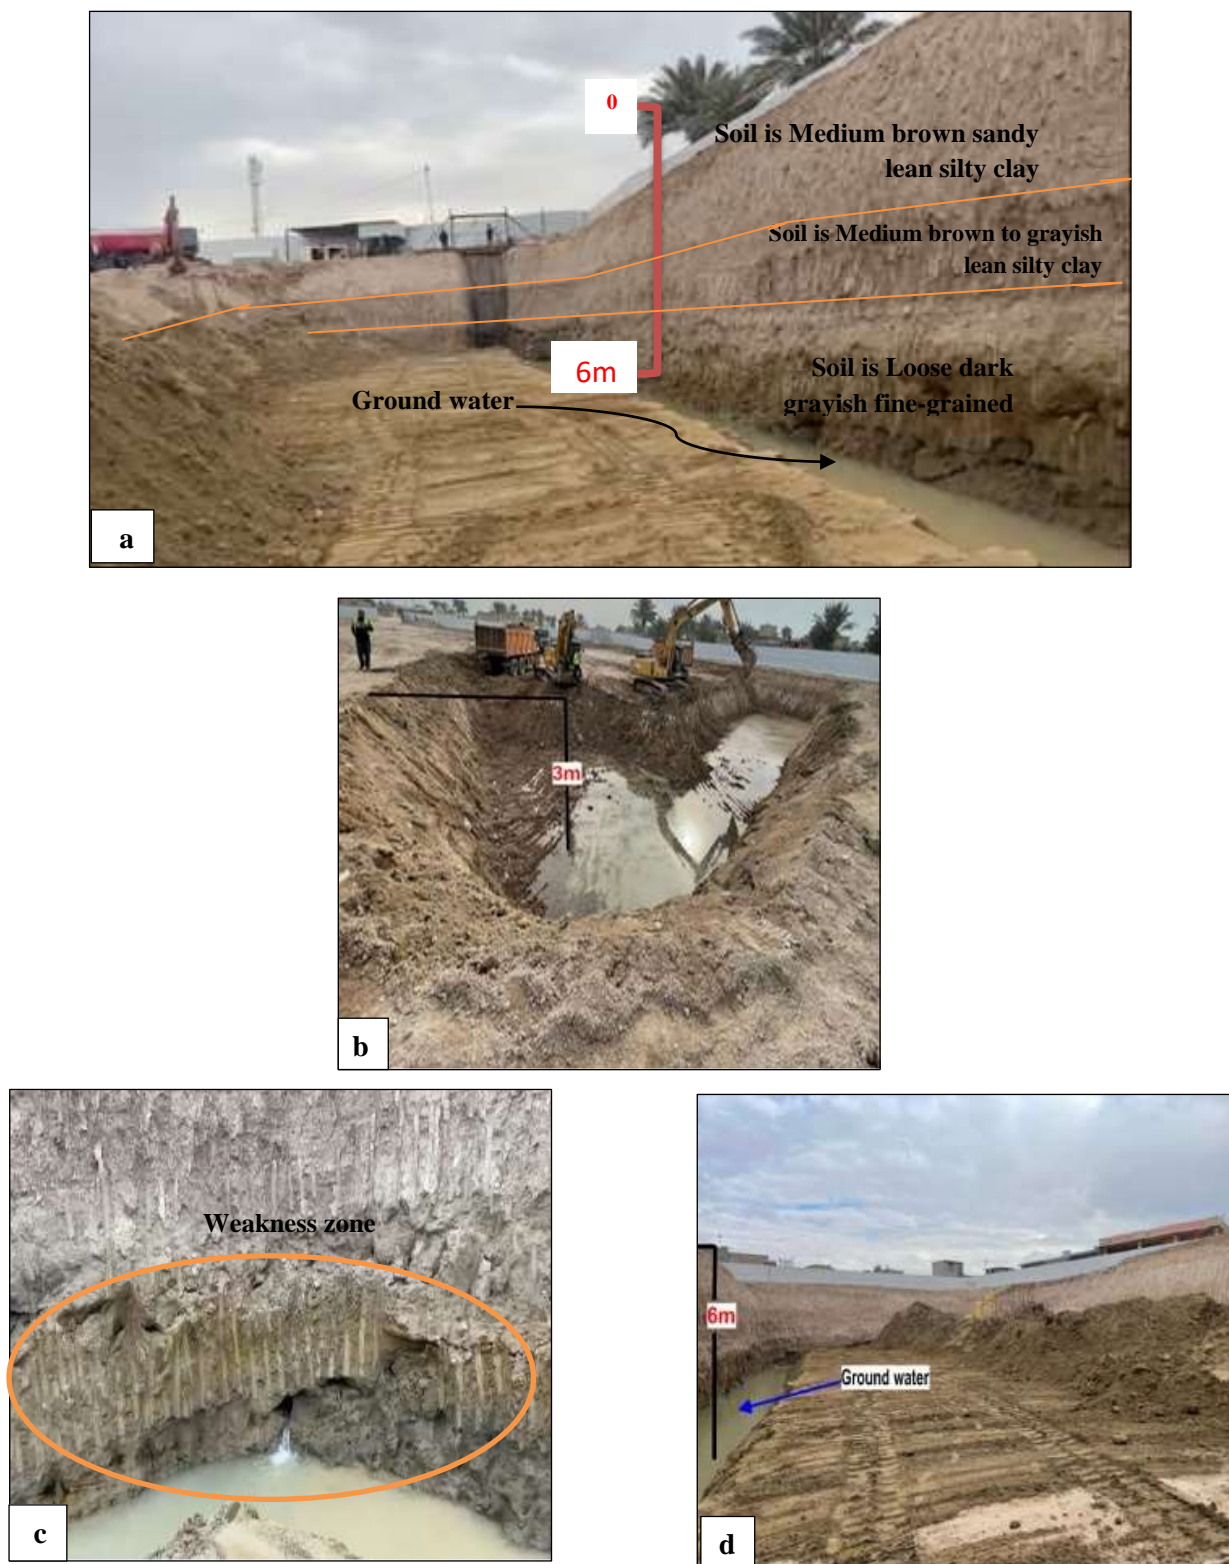 0
Soil is Medium brown sandy
lean silty clay
Soil is Medium brown to grayish
lean silty clay
6m
Soil is Loose dark
grayish fine-grained
Ground water
a
3m
b
Weakness zone
c
6m
Ground water
d